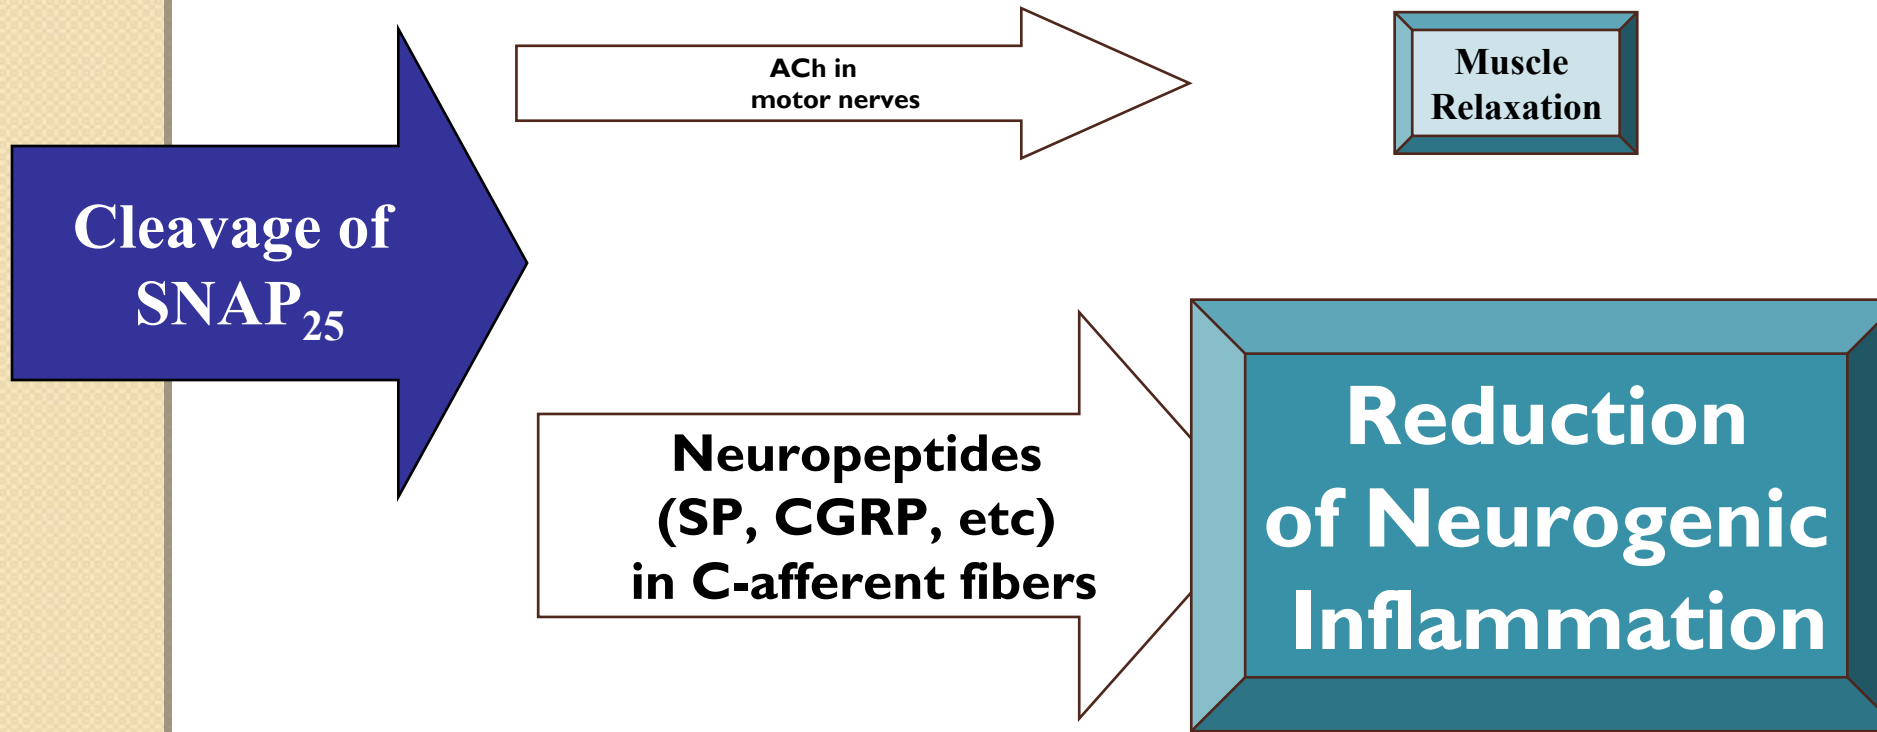 Cleavage of
SNAP25
ACh in
motor nerves
Muscle
Relaxation
Neuropeptides
(SP, CGRP, etc)
in C-afferent fibers
Reduction
of Neurogenic
Inflammation